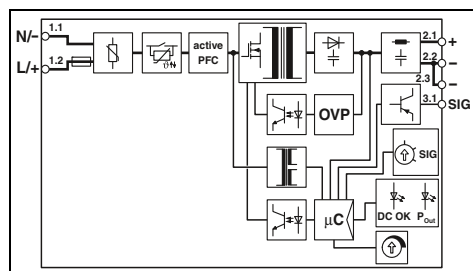 N/− 1.1
L/+ 1.2
active
PFC
2.1 +
2.2 −
2.3 −
OVP
3.1 SIG
SIG
ϑ
µC
DC OK P Out